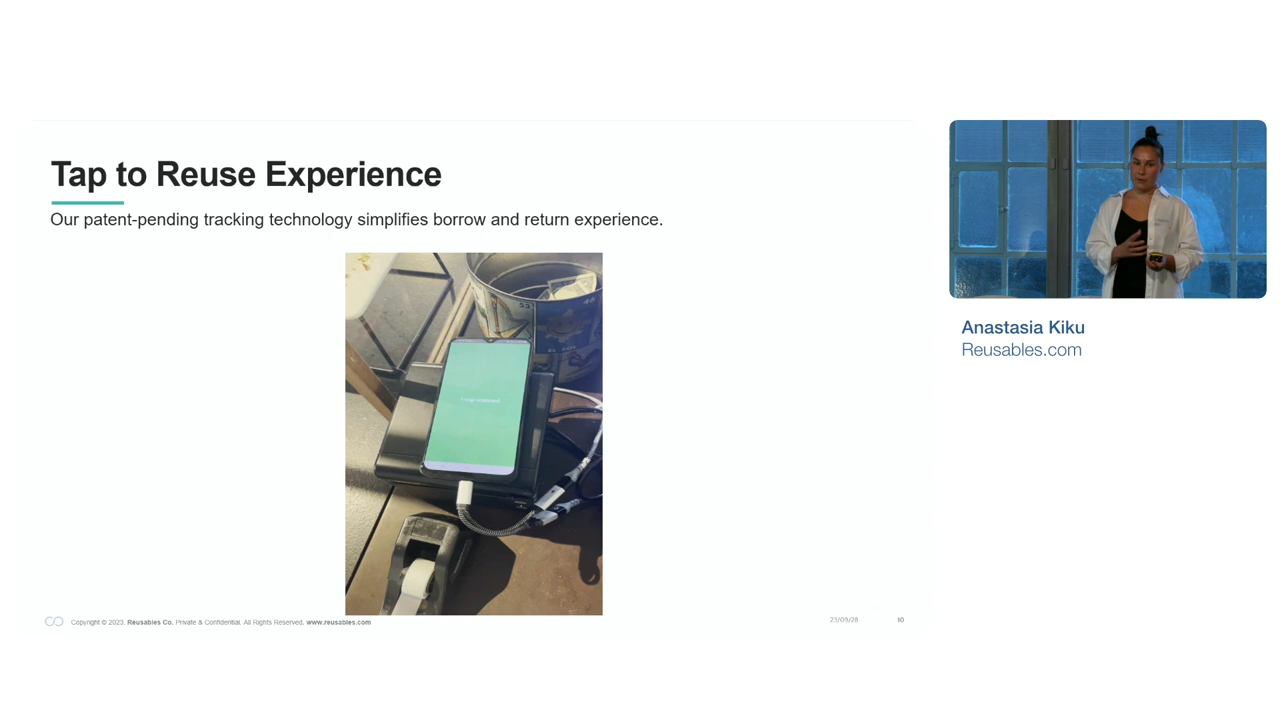 Tap to Reuse Experience
Our patent-pending tracking technology simplifies borrow and return experience.
Anastasia Kiku
Reusables.com
Copyright © 2023. Reusables Co. Private & Confidential. All Rights Reserved. www.reusables.com
23/09/28
10